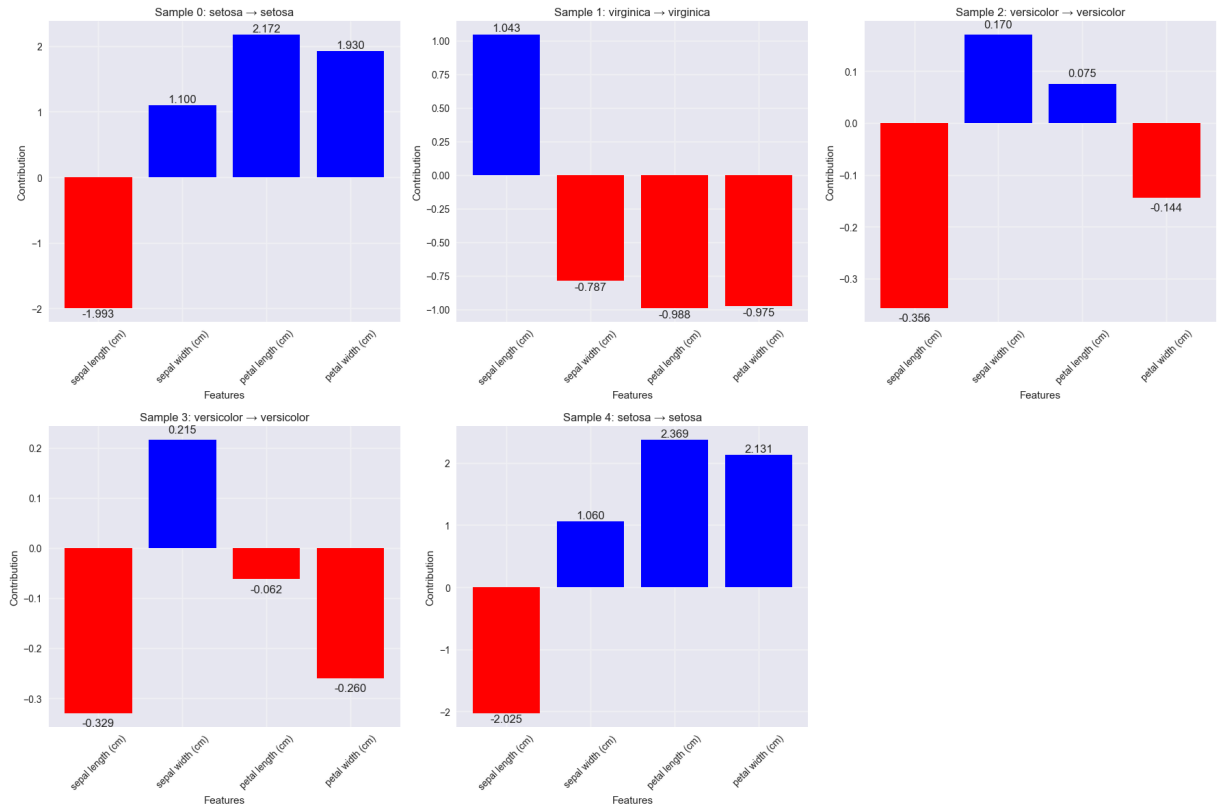 Sample 0: setosa → setosa
2
1
0
−1
−2
Contribution
-1.993
1.100
2.172
1.930
sepal length (cm)
sepal width (cm)
petal length (cm)
petal width (cm)
Features
Sample 1: virginica → virginica
1.00
0.75
0.50
0.25
0.00
−0.25
−0.50
−0.75
−1.00
Contribution
1.043
-0.787
-0.988
-0.975
sepal length (cm)
sepal width (cm)
petal length (cm)
petal width (cm)
Features
Sample 2: versicolor → versicolor
0.1
0.0
−0.1
−0.2
−0.3
Contribution
-0.356
0.170
0.075
-0.144
sepal length (cm)
sepal width (cm)
petal length (cm)
petal width (cm)
Features
Sample 3: versicolor → versicolor
0.2
0.1
0.0
−0.1
−0.2
−0.3
Contribution
-0.329
0.215
-0.062
-0.260
sepal length (cm)
sepal width (cm)
petal length (cm)
petal width (cm)
Features
Sample 4: setosa → setosa
2
1
0
−1
−2
Contribution
-2.025
1.060
2.369
2.131
sepal length (cm)
sepal width (cm)
petal length (cm)
petal width (cm)
Features